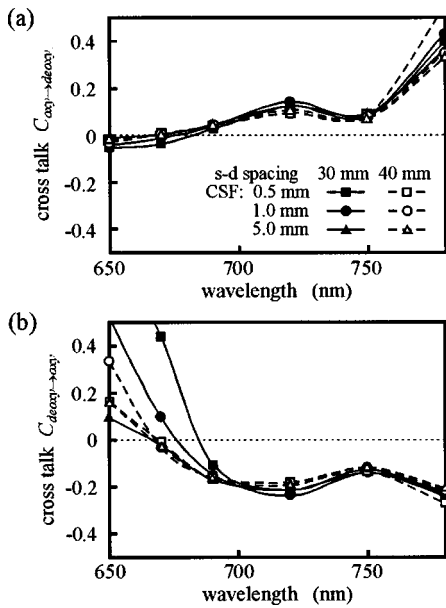 (a)
cross talk C_oxy→deoxy
0.4
0.2
0
-0.2
-0.4
s-d spacing 30 mm 40 mm
CSF: 0.5 mm
1.0 mm
5.0 mm
650 700 750
wavelength (nm)
(b)
cross talk C_deoxy→oxy
0.4
0.2
0
-0.2
-0.4
650 700 750
wavelength (nm)